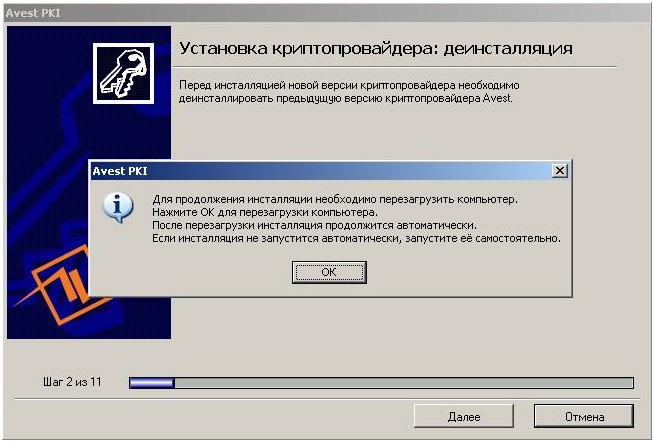 Avest PKI
Установка криптопровайдера: деинсталляция
Перед инсталляцией новой версии криптопровайдера необходимо
деинсталлировать предыдущую версию криптопровайдера Avest.
Avest PKI
Для продолжения инсталляции необходимо перезагрузить компьютер.
Нажмите ОК для перезагрузки компьютера.
После перезагрузки инсталляция продолжится автоматически.
Если инсталляция не запустится автоматически, запустите её самостоятельно.
OK
Шаг 2 из 11
Далее
Отмена